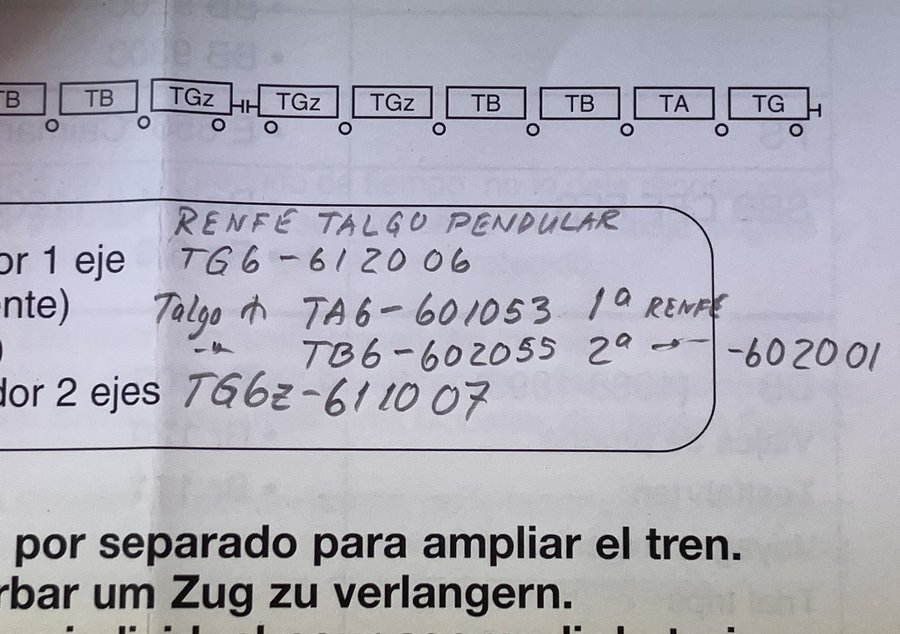 TB TB TGz TGz TGz TB TB TA TG
RENFE TALGO PENDULAR
or 1 eje TG6-612006
nte) Talgo TA6-601053 1ª RENFE
) TB6-602055 2ª -602001
dor 2 ejes TG6z-611007
por separado para ampliar el tren.
rbar um Zug zu verlangern.